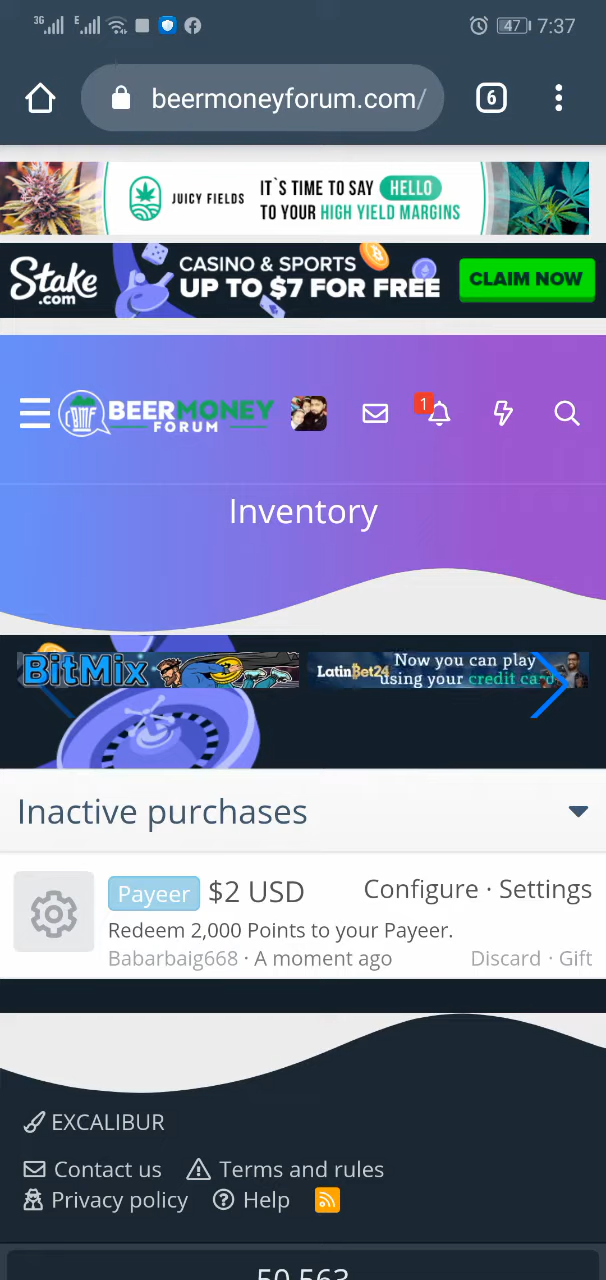 3G E 47 7:37
beermoneyforum.com/ 6
JUICY FIELDS IT`S TIME TO SAY HELLO
TO YOUR HIGH YIELD MARGINS
Stake.com CASINO & SPORTS
UP TO $7 FOR FREE CLAIM NOW
BEERMONEY FORUM 1
Inventory
BitMix LatinBet24 Now you can play
using your credit card
Inactive purchases
Payeer $2 USD Configure · Settings
Redeem 2,000 Points to your Payeer.
Babarbaig668 · A moment ago Discard · Gift
EXCALIBUR
Contact us Terms and rules
Privacy policy Help
50,563